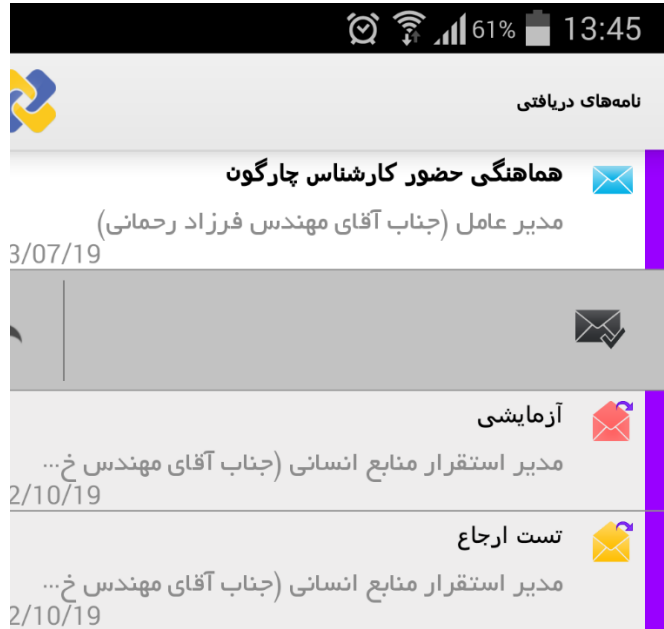 61% 13:45
نامه‌های دریافتی
هماهنگی حضور کارشناس چارگون
مدیر عامل (جناب آقای مهندس فرزاد رحمانی)
3/07/19
آزمایشی
مدیر استقرار منابع انسانی (جناب آقای مهندس خ...
2/10/19
تست ارجاع
مدیر استقرار منابع انسانی (جناب آقای مهندس خ...
2/10/19